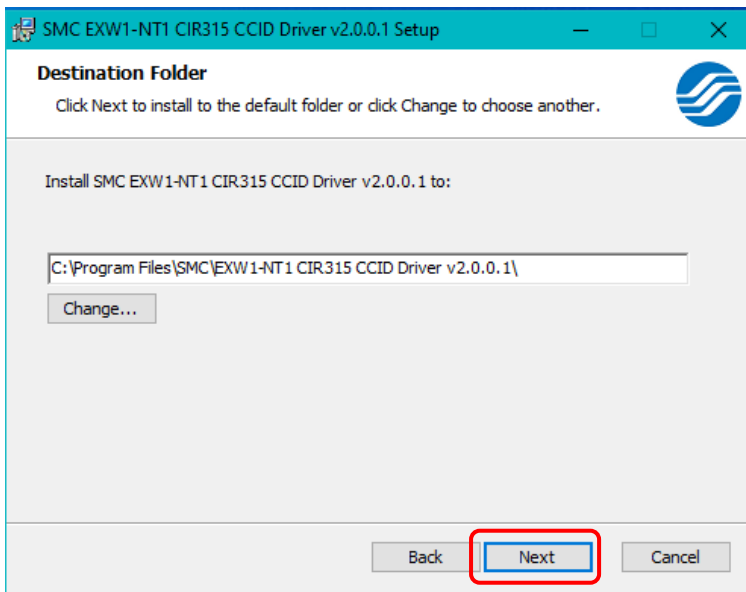 SMC EXW1-NT1 CIR315 CCID Driver v2.0.0.1 Setup
Destination Folder
Click Next to install to the default folder or click Change to choose another.
Install SMC EXW1-NT1 CIR315 CCID Driver v2.0.0.1 to:
C:\Program Files\SMC\EXW1-NT1 CIR315 CCID Driver v2.0.0.1\
Change...
Back
Next
Cancel